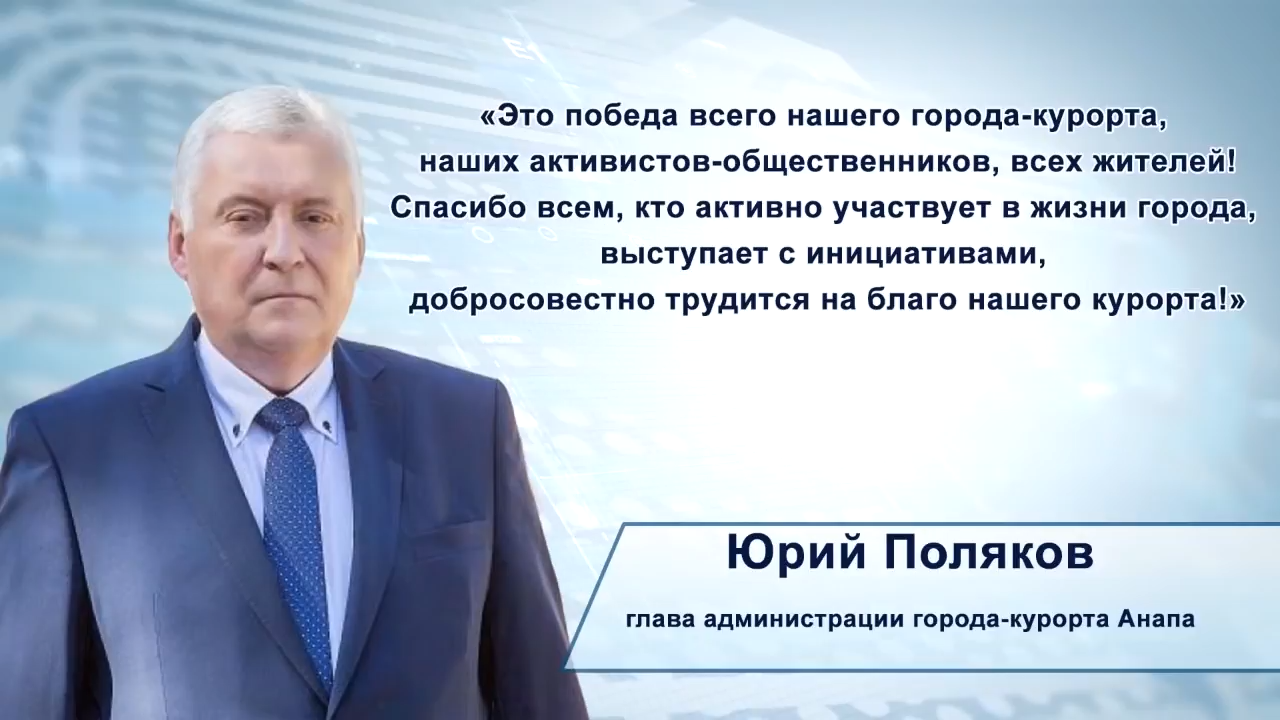 E1
«Это победа всего нашего города-курорта,
наших активистов-общественников, всех жителей!
Спасибо всем, кто активно участвует в жизни города,
выступает с инициативами,
добросовестно трудится на благо нашего курорта!»
Юрий Поляков
глава администрации города-курорта Анапа